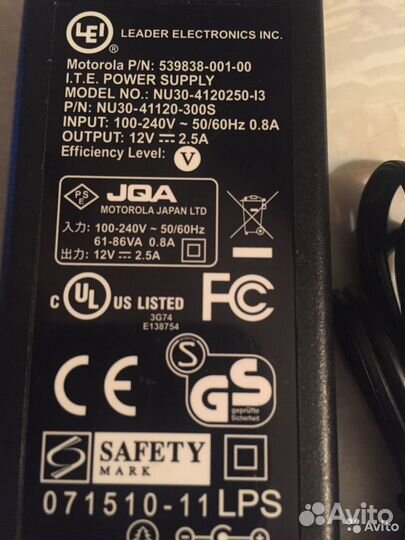 LEI ® LEADER ELECTRONICS INC.
Motorola P/N: 539838-001-00
I.T.E. POWER SUPPLY
MODEL NO.: NU30-4120250-I3
P/N: NU30-41120-300S
INPUT: 100-240V ~ 50/60Hz 0.8A
OUTPUT: 12V ⎓ 2.5A
Efficiency Level: V
PSE JQA
MOTOROLA JAPAN LTD
入力: 100-240V ~ 50/60Hz
61-86VA 0.8A
出力: 12V ⎓ 2.5A
c UL ® US LISTED
3G74
E138754
FC
CE
S GS
geprüfte
Sicherheit
S SAFETY
MARK
071510-11 LPS
Avito
Avito